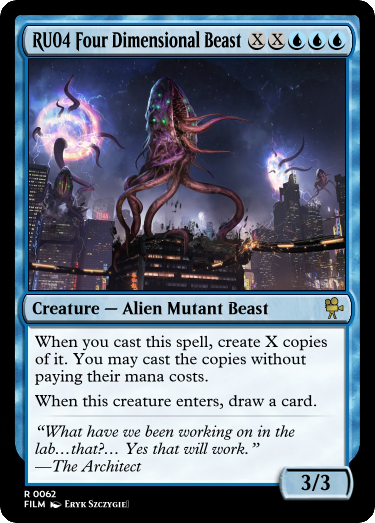 RU04 Four Dimensional Beast X X
Creature — Alien Mutant Beast
When you cast this spell, create X copies
of it. You may cast the copies without
paying their mana costs.
When this creature enters, draw a card.
“What have we been working on in the
lab…that?… Yes that will work.”
—The Architect
3/3
R 0062
FILM Eryk Szczygie